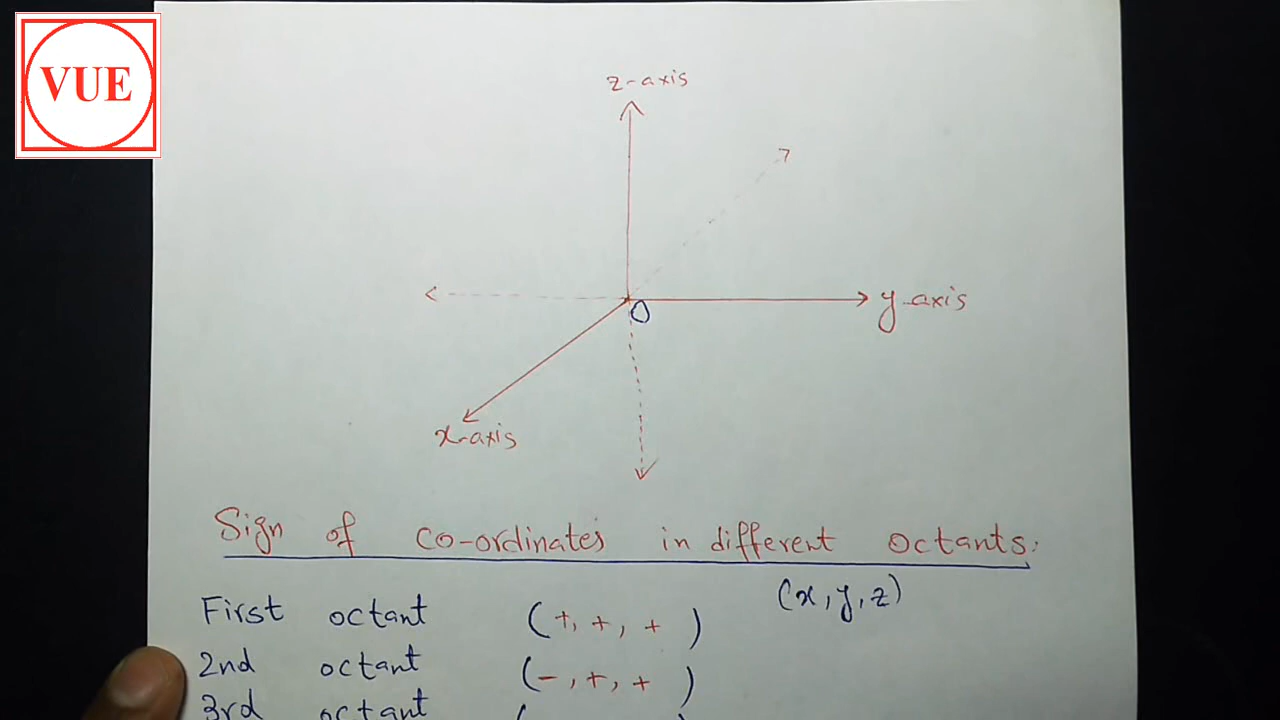 VUE
z-axis
O
y-axis
x-axis
Sign of co-ordinates in different octants.
(x, y, z)
First octant (+, +, +)
2nd octant (-, +, +)
3rd octant (